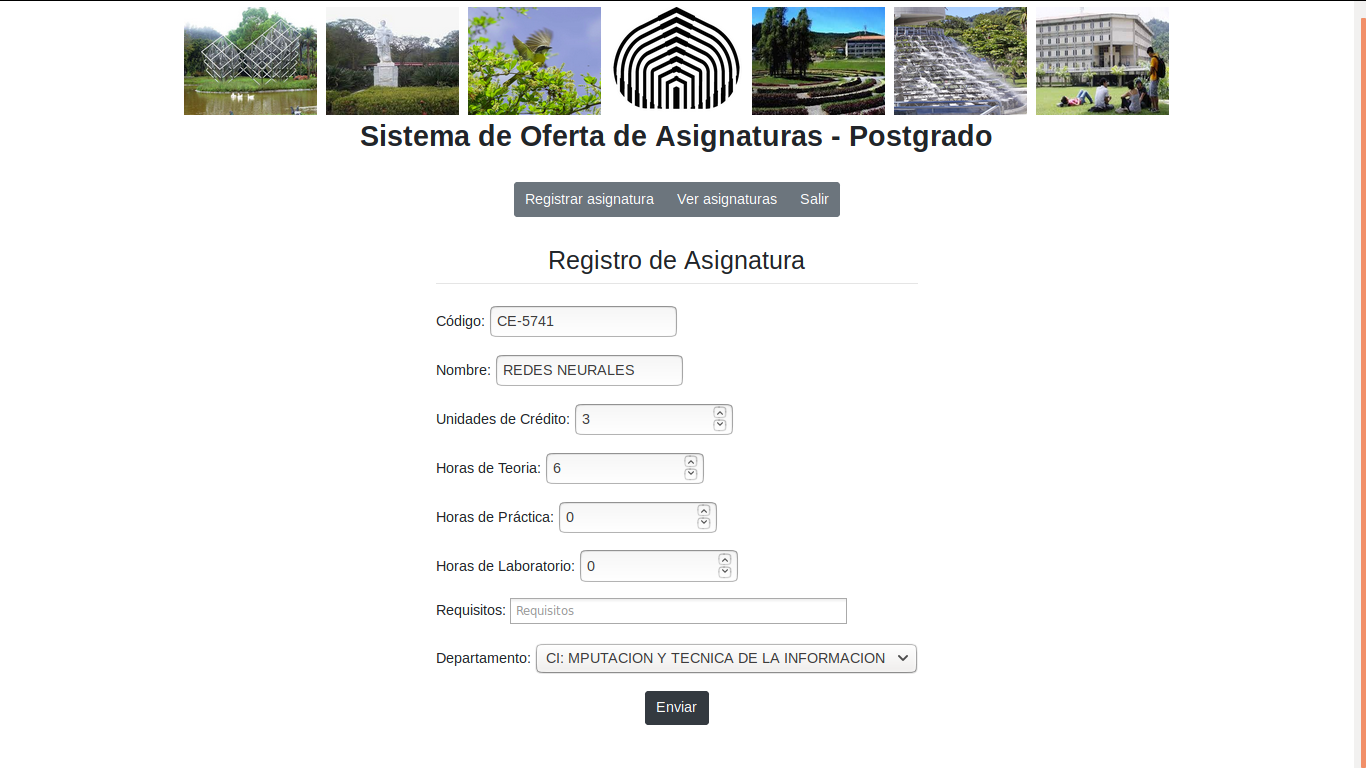 Sistema de Oferta de Asignaturas - Postgrado
Registrar asignatura Ver asignaturas Salir
Registro de Asignatura
Código: CE-5741
Nombre: REDES NEURALES
Unidades de Crédito: 3
Horas de Teoria: 6
Horas de Práctica: 0
Horas de Laboratorio: 0
Requisitos: Requisitos
Departamento: CI: MPUTACION Y TECNICA DE LA INFORMACION
Enviar